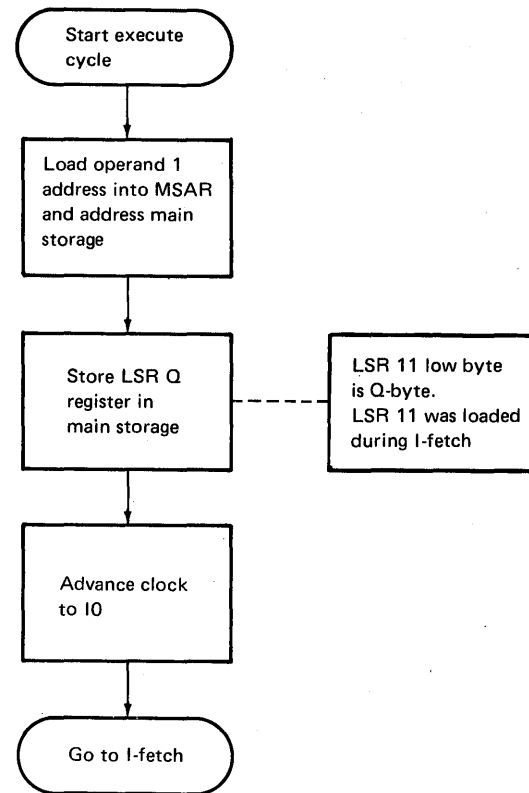 Start execute
cycle
Load operand 1
address into MSAR
and address main
storage
Store LSR Q
register in
main storage
LSR 11 low byte
is Q-byte.
LSR 11 was loaded
during I-fetch
Advance clock
to I0
Go to I-fetch